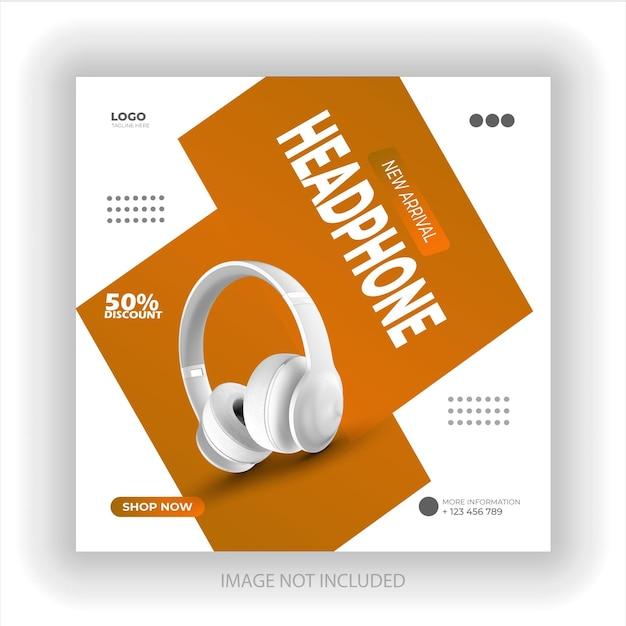 LOGO
TAGLINE HERE
HEADPHONE
NEW ARRIVAL
50%
DISCOUNT
SHOP NOW
MORE INFORMATION
+ 123 456 789
IMAGE NOT INCLUDED